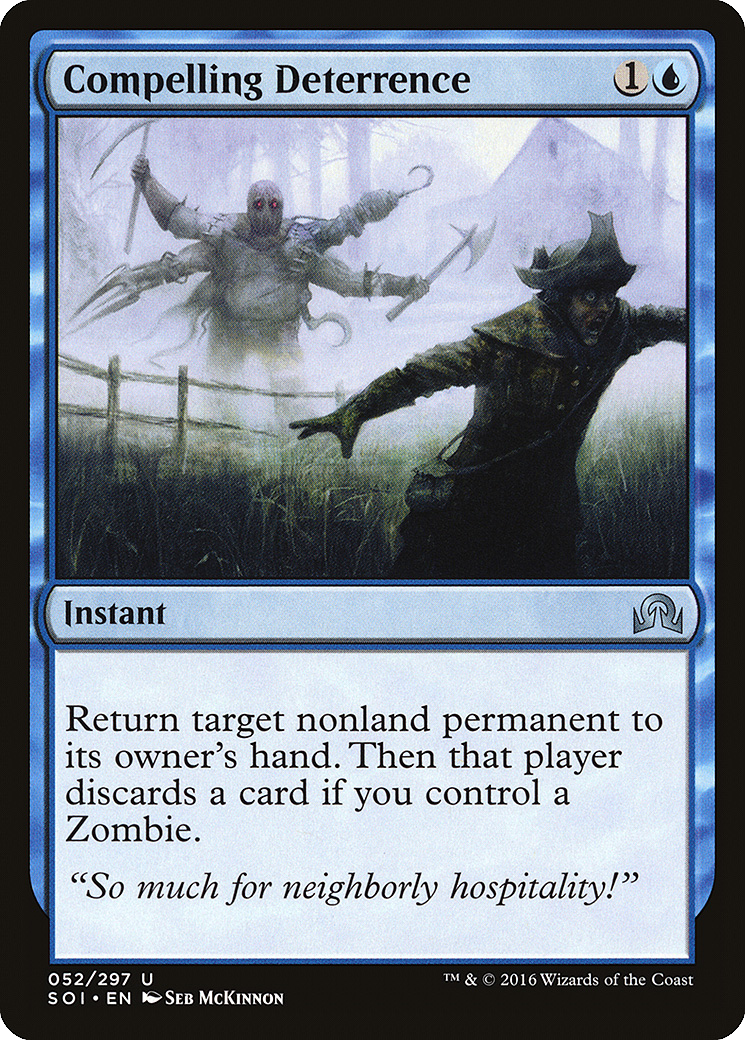 Compelling Deterrence
1
Instant
Return target nonland permanent to
its owner's hand. Then that player
discards a card if you control a
Zombie.
"So much for neighborly hospitality!"
052/297 U
SOI • EN Seb McKinnon
™ & © 2016 Wizards of the Coast